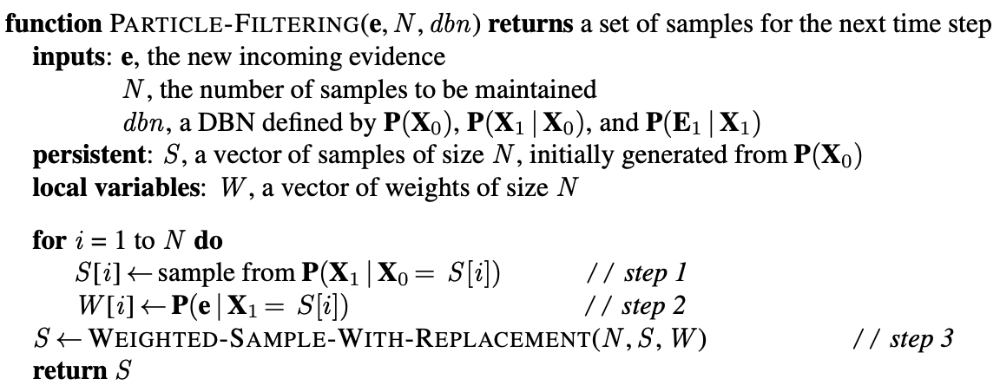 function PARTICLE-FILTERING(e, N, dbn) returns a set of samples for the next time step
inputs: e, the new incoming evidence
N, the number of samples to be maintained
dbn, a DBN defined by P(X₀), P(X₁ | X₀), and P(E₁ | X₁)
persistent: S, a vector of samples of size N, initially generated from P(X₀)
local variables: W, a vector of weights of size N
for i = 1 to N do
S[i] ← sample from P(X₁ | X₀ = S[i]) // step 1
W[i] ← P(e | X₁ = S[i]) // step 2
S ← WEIGHTED-SAMPLE-WITH-REPLACEMENT(N, S, W) // step 3
return S